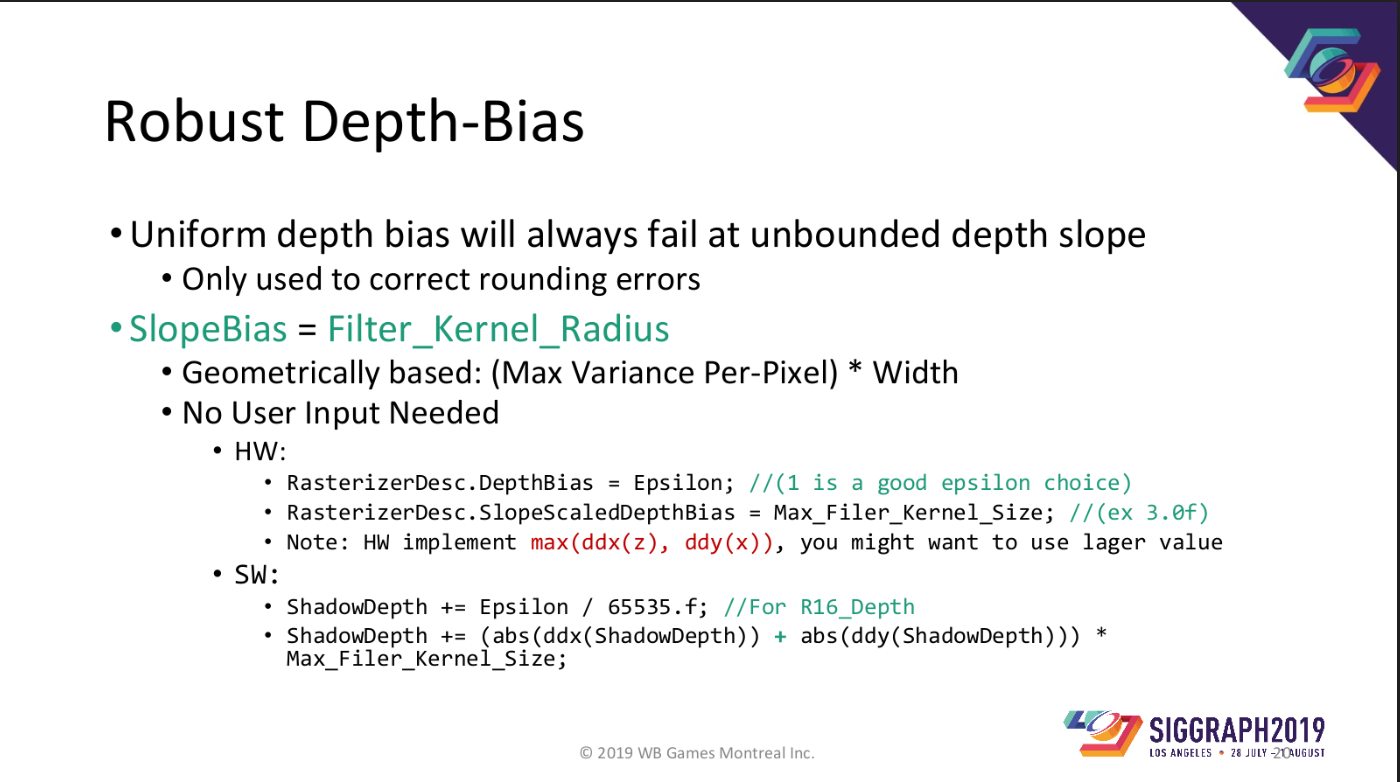 Robust Depth-Bias
• Uniform depth bias will always fail at unbounded depth slope
• Only used to correct rounding errors
• SlopeBias = Filter_Kernel_Radius
• Geometrically based: (Max Variance Per-Pixel) * Width
• No User Input Needed
• HW:
• RasterizerDesc.DepthBias = Epsilon; //(1 is a good epsilon choice)
• RasterizerDesc.SlopeScaledDepthBias = Max_Filer_Kernel_Size; //(ex 3.0f)
• Note: HW implement max(ddx(z), ddy(x)), you might want to use lager value
• SW:
• ShadowDepth += Epsilon / 65535.f; //For R16_Depth
• ShadowDepth += (abs(ddx(ShadowDepth)) + abs(ddy(ShadowDepth))) *
Max_Filer_Kernel_Size;
SIGGRAPH2019
LOS ANGELES • 28 JULY - 1 AUGUST
20
© 2019 WB Games Montreal Inc.